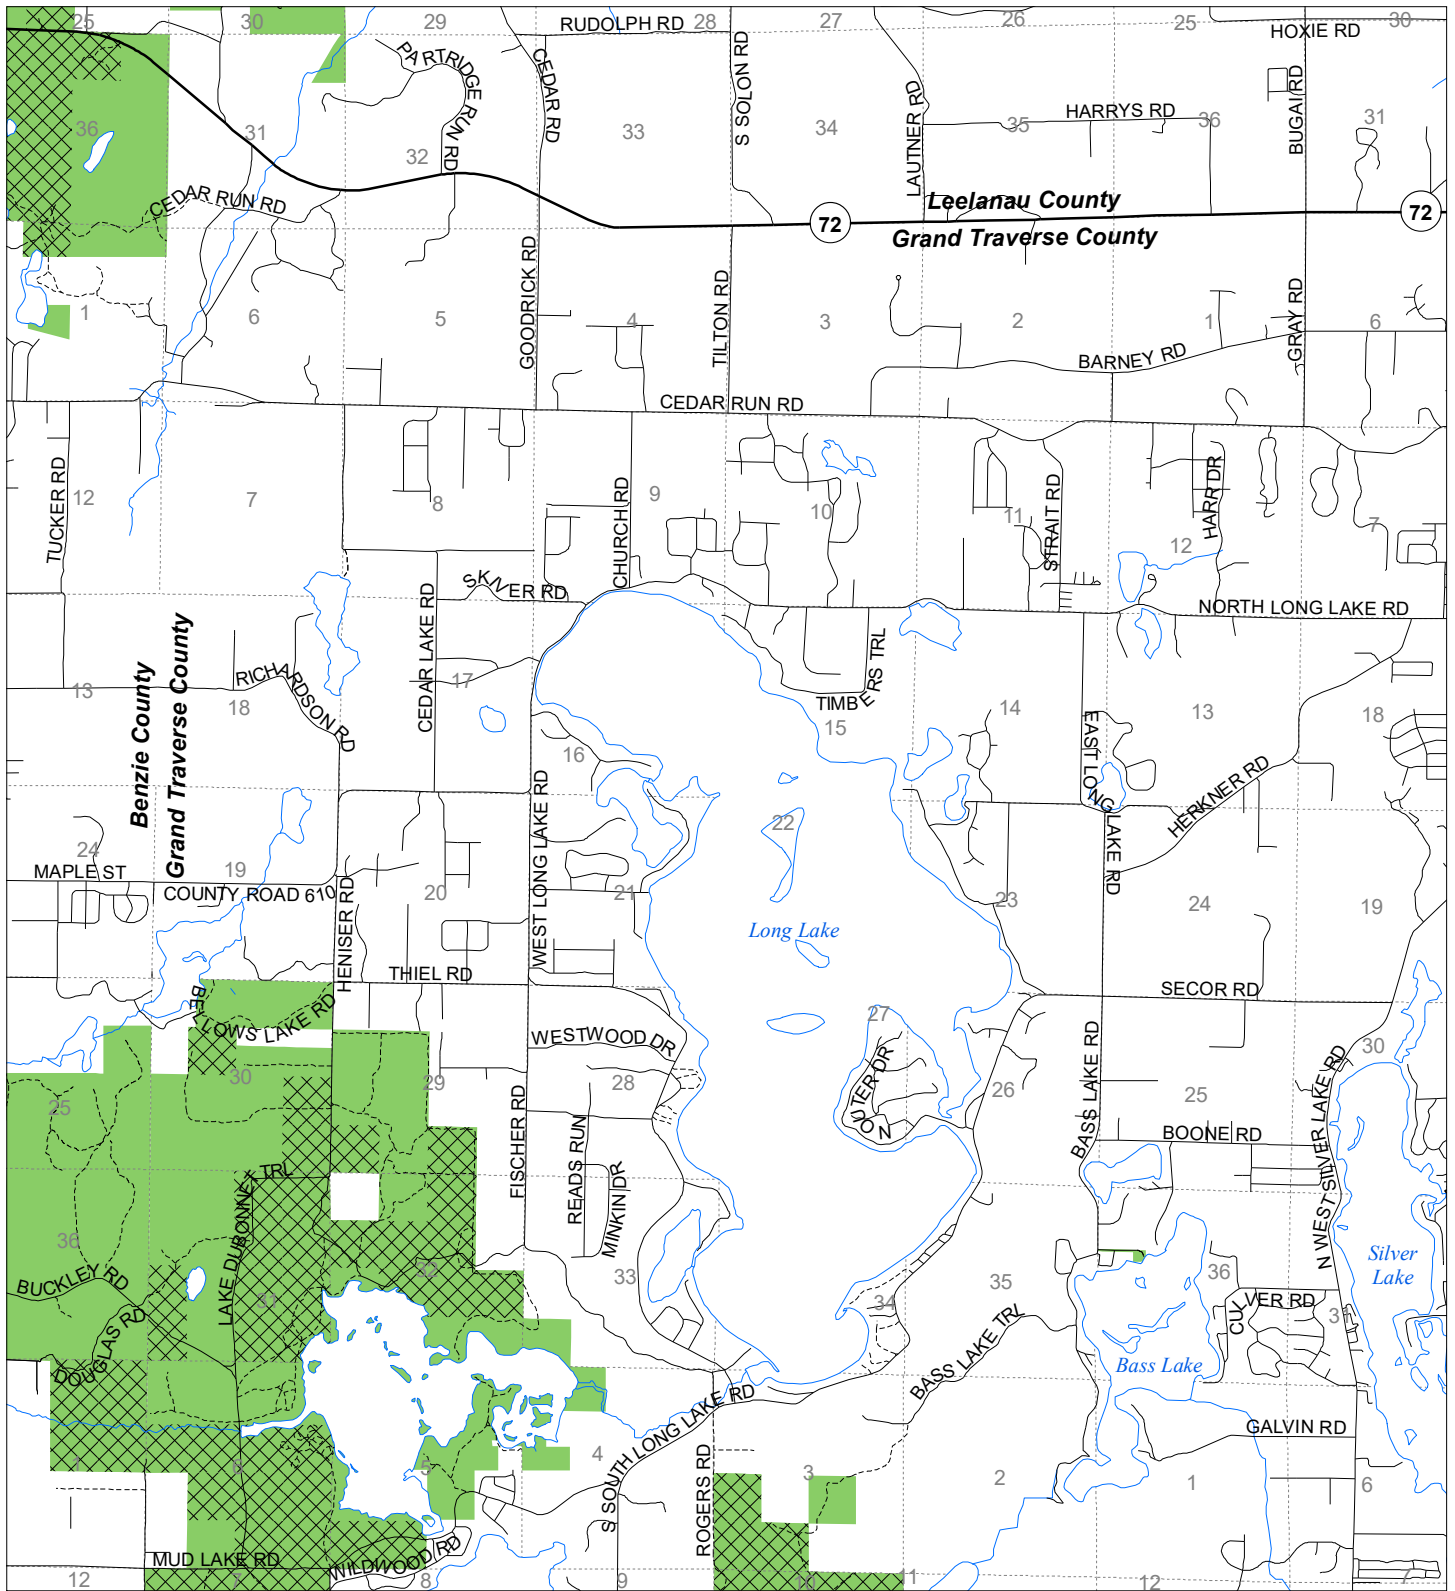 25
30
29
RUDOLPH RD
28
27
26
25
30
HOXIE RD
PARTRIDGE RUN RD
CEDAR RD
S SOLON RD
LAUTNER RD
HARRYS RD
BUGAI RD
36
31
32
33
34
35
36
31
CEDAR RUN RD
Leelanau County
72
72
Grand Traverse County
GOODRICK RD
TILTON RD
GRAY RD
1
6
5
4
3
2
1
6
BARNEY RD
CEDAR RUN RD
TUCKER RD
12
7
8
CHURCH RD
9
10
11
STRAIT RD
HARR DR
12
7
SKIVER RD
CEDAR LAKE RD
NORTH LONG LAKE RD
Benzie County
Grand Traverse County
13
RICHARDSON RD
18
17
TIMBERS TRL
15
14
EAST LONG LAKE RD
13
18
16
WEST LONG LAKE RD
HERKNER RD
22
24
MAPLE ST
19
COUNTY ROAD 610
HENISER RD
20
21
23
24
19
Long Lake
THIEL RD
SECOR RD
BELLOWS LAKE RD
27
WESTWOOD DR
N OUTER DR
BASS LAKE RD
30
25
30
29
28
26
25
FISCHER RD
READS RUN
MINKIN DR
BOONE RD
N WEST SILVER LAKE RD
LAKE DUBONNET TRL
36
BUCKLEY RD
31
32
33
34
35
36
31
Silver
Lake
CULVER RD
DOUGLAS RD
BASS LAKE TRL
Bass Lake
S SOUTH LONG LAKE RD
GALVIN RD
1
6
5
4
ROGERS RD
3
2
1
6
MUD LAKE RD
WILDWOOD RD
12
7
8
9
10
11
12
7